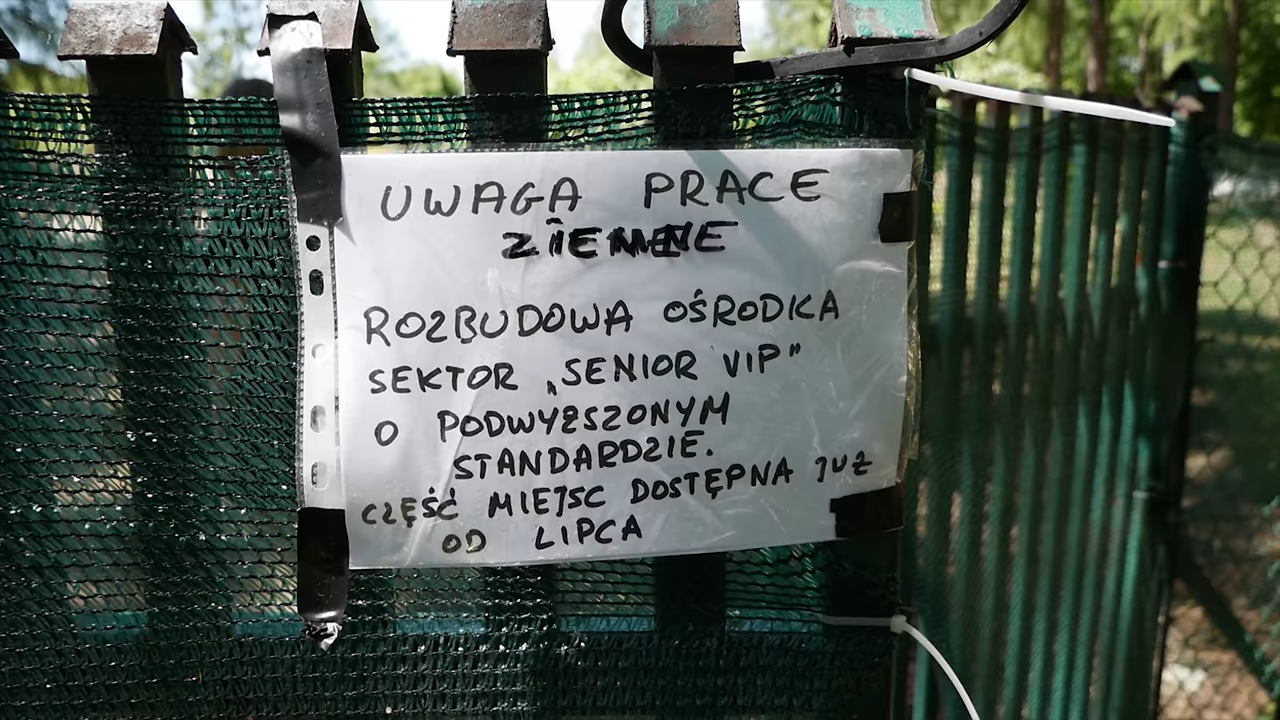 UWAGA PRACE
ZIEMNE
ROZBUDOWA OŚRODKA
SEKTOR „SENIOR VIP”
O PODWYŻSZONYM
STANDARDZIE.
CZĘŚĆ MIEJSC DOSTĘPNA JUŻ
OD LIPCA